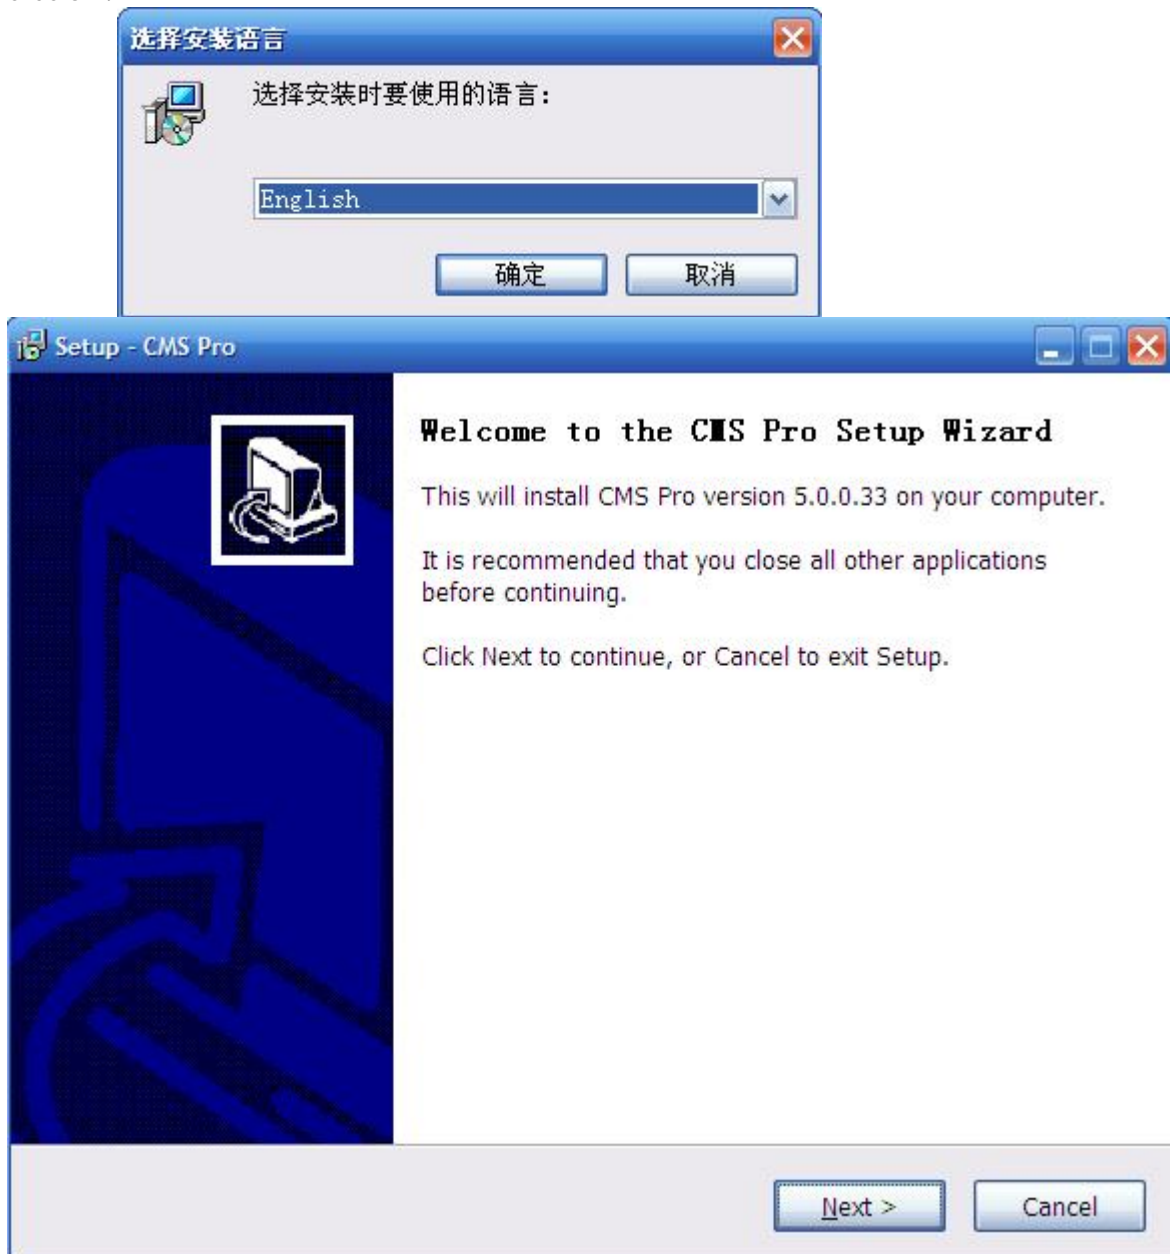 选择安装语言
选择安装时要使用的语言:
English
确定 取消
Setup - CMS Pro
Welcome to the CMS Pro Setup Wizard
This will install CMS Pro version 5.0.0.33 on your computer.
It is recommended that you close all other applications
before continuing.
Click Next to continue, or Cancel to exit Setup.
Next > Cancel